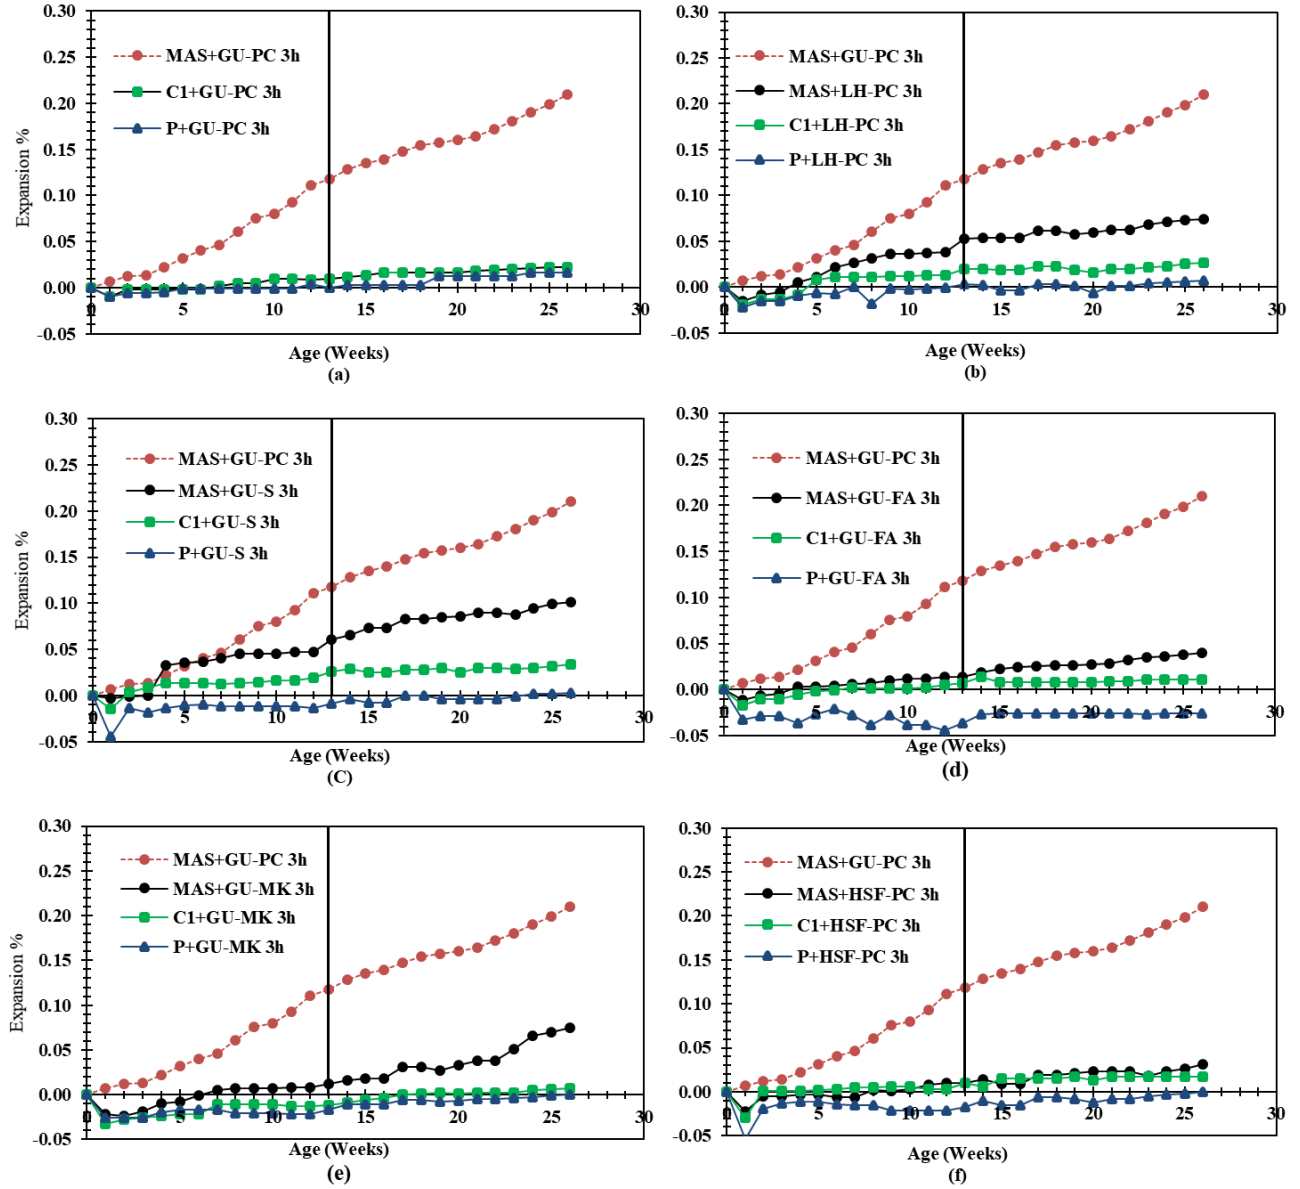 0.30
0.25
0.20
0.15
0.10
0.05
0.00
-0.05
Expansion %
MAS+GU-PC 3h
C1+GU-PC 3h
P+GU-PC 3h
0 5 10 15 20 25 30
Age (Weeks)
(a)
0.30
0.25
0.20
0.15
0.10
0.05
0.00
-0.05
MAS+GU-PC 3h
MAS+LH-PC 3h
C1+LH-PC 3h
P+LH-PC 3h
0 5 10 15 20 25 30
Age (Weeks)
(b)
0.30
0.25
0.20
0.15
0.10
0.05
0.00
-0.05
Expansion %
MAS+GU-PC 3h
MAS+GU-S 3h
C1+GU-S 3h
P+GU-S 3h
0 5 10 15 20 25 30
Age (Weeks)
(C)
0.30
0.25
0.20
0.15
0.10
0.05
0.00
-0.05
MAS+GU-PC 3h
MAS+GU-FA 3h
C1+GU-FA 3h
P+GU-FA 3h
0 5 10 15 20 25 30
Age (Weeks)
(d)
0.30
0.25
0.20
0.15
0.10
0.05
0.00
-0.05
Expansion %
MAS+GU-PC 3h
MAS+GU-MK 3h
C1+GU-MK 3h
P+GU-MK 3h
0 5 10 15 20 25 30
Age (Weeks)
(e)
0.30
0.25
0.20
0.15
0.10
0.05
0.00
-0.05
MAS+GU-PC 3h
MAS+HSF-PC 3h
C1+HSF-PC 3h
P+HSF-PC 3h
0 5 10 15 20 25 30
Age (Weeks)
(f)